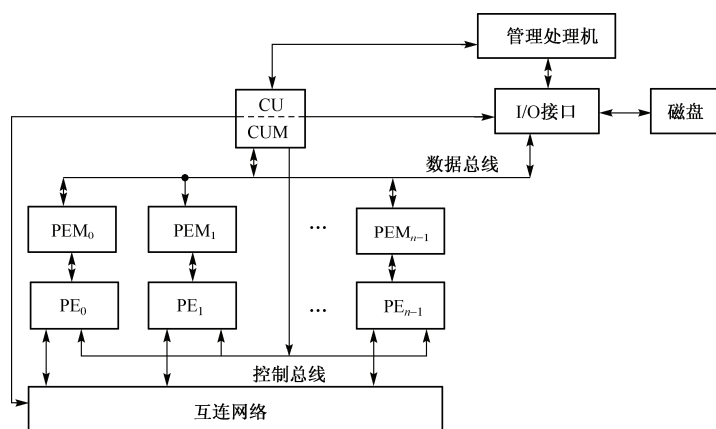 管理处理机
CU
CUM
I/O接口
磁盘
数据总线
PEM₀
PEM₁
...
PEMₙ₋₁
PE₀
PE₁
...
PEₙ₋₁
控制总线
互连网络